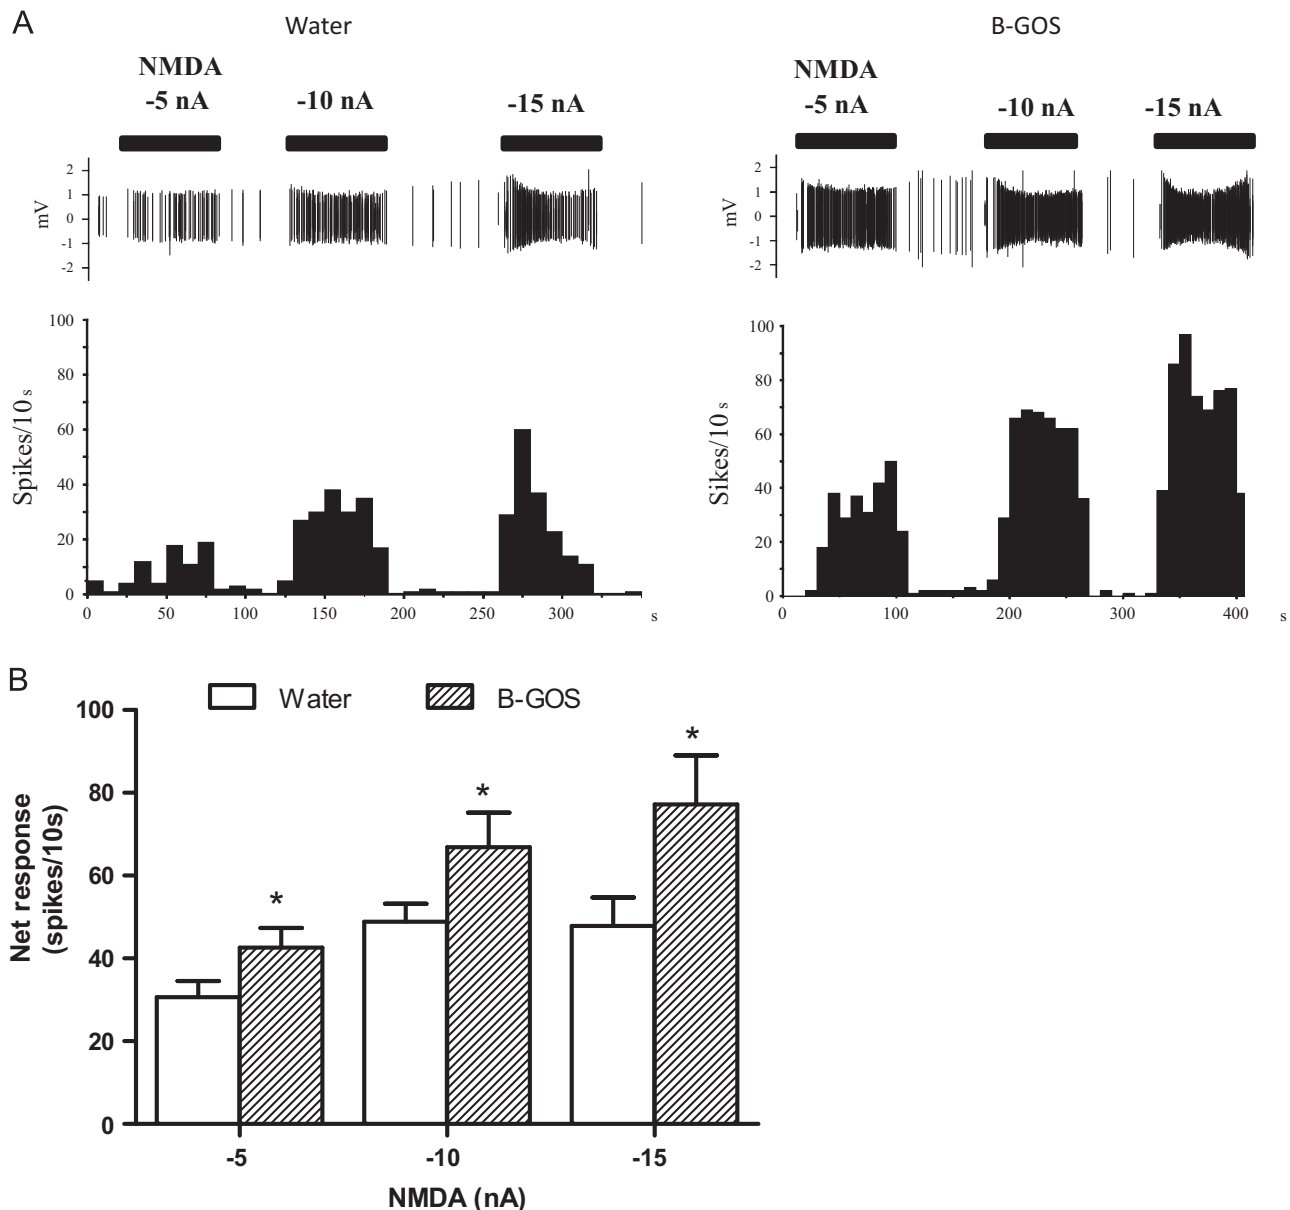 A
Water
B-GOS
NMDA
-5 nA
-10 nA
-15 nA
NMDA
-5 nA
-10 nA
-15 nA
mV
2
1
0
-1
-2
mV
2
1
0
-1
-2
Spikes/10 s
100
80
60
40
20
0
0 50 100 150 200 250 300 s
Sikes/10 s
100
80
60
40
20
0
0 100 200 300 400 s
B
Water
B-GOS
Net response
(spikes/10s)
100
80
60
40
20
0
*
*
*
-5 -10 -15
NMDA (nA)